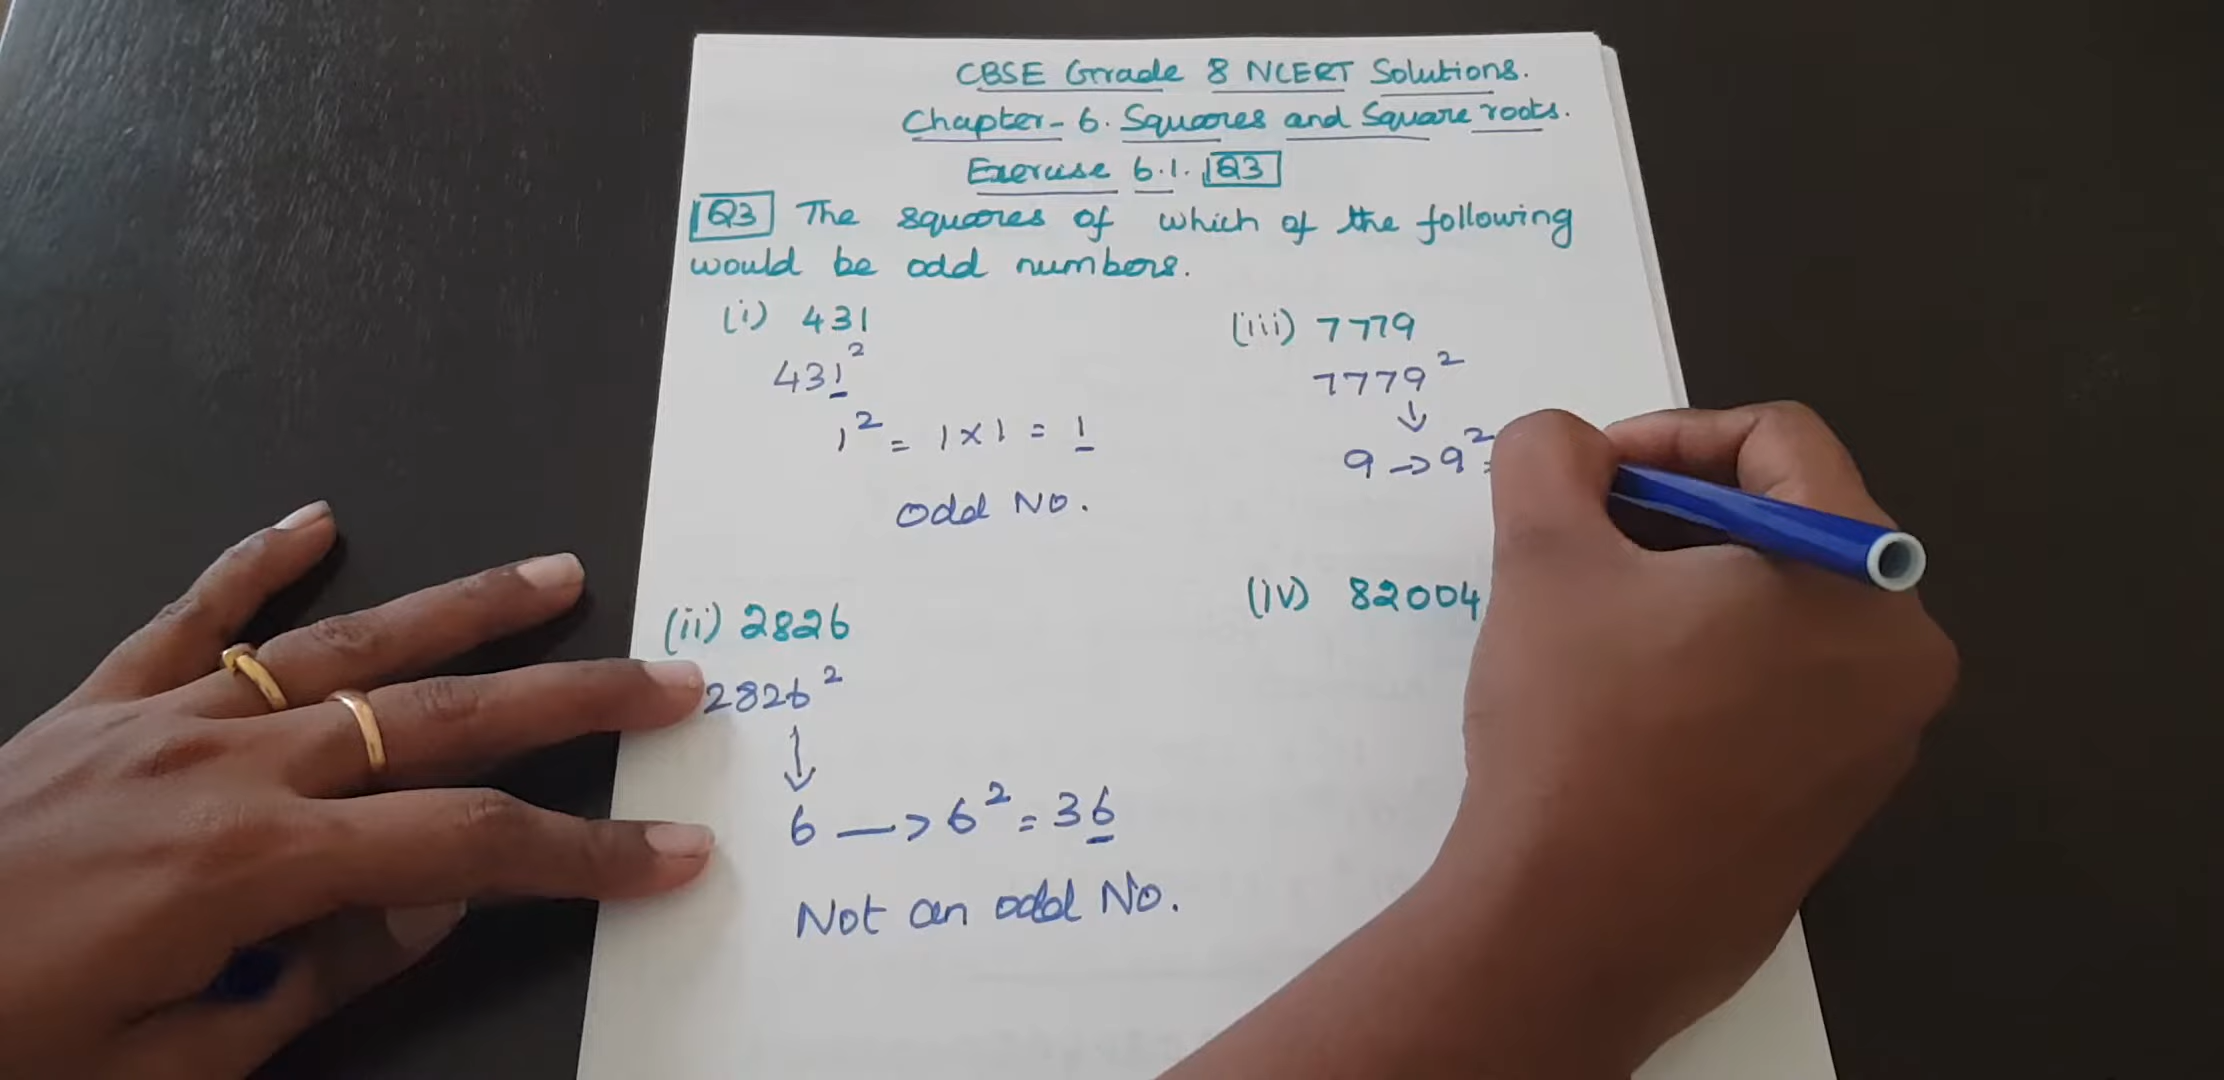 CBSE Grade 8 NCERT Solutions.
Chapter - 6. Squares and Square roots.
Exercise 6.1. Q3
Q3 The squares of which of the following
would be odd numbers.
(i) 431
431²
1² = 1 × 1 = 1
Odd No.
(ii) 2826
2826²
↓
6 —> 6² = 36
Not an odd No.
(iii) 7779
7779²
↓
9 -> 9² =
(iv) 82004